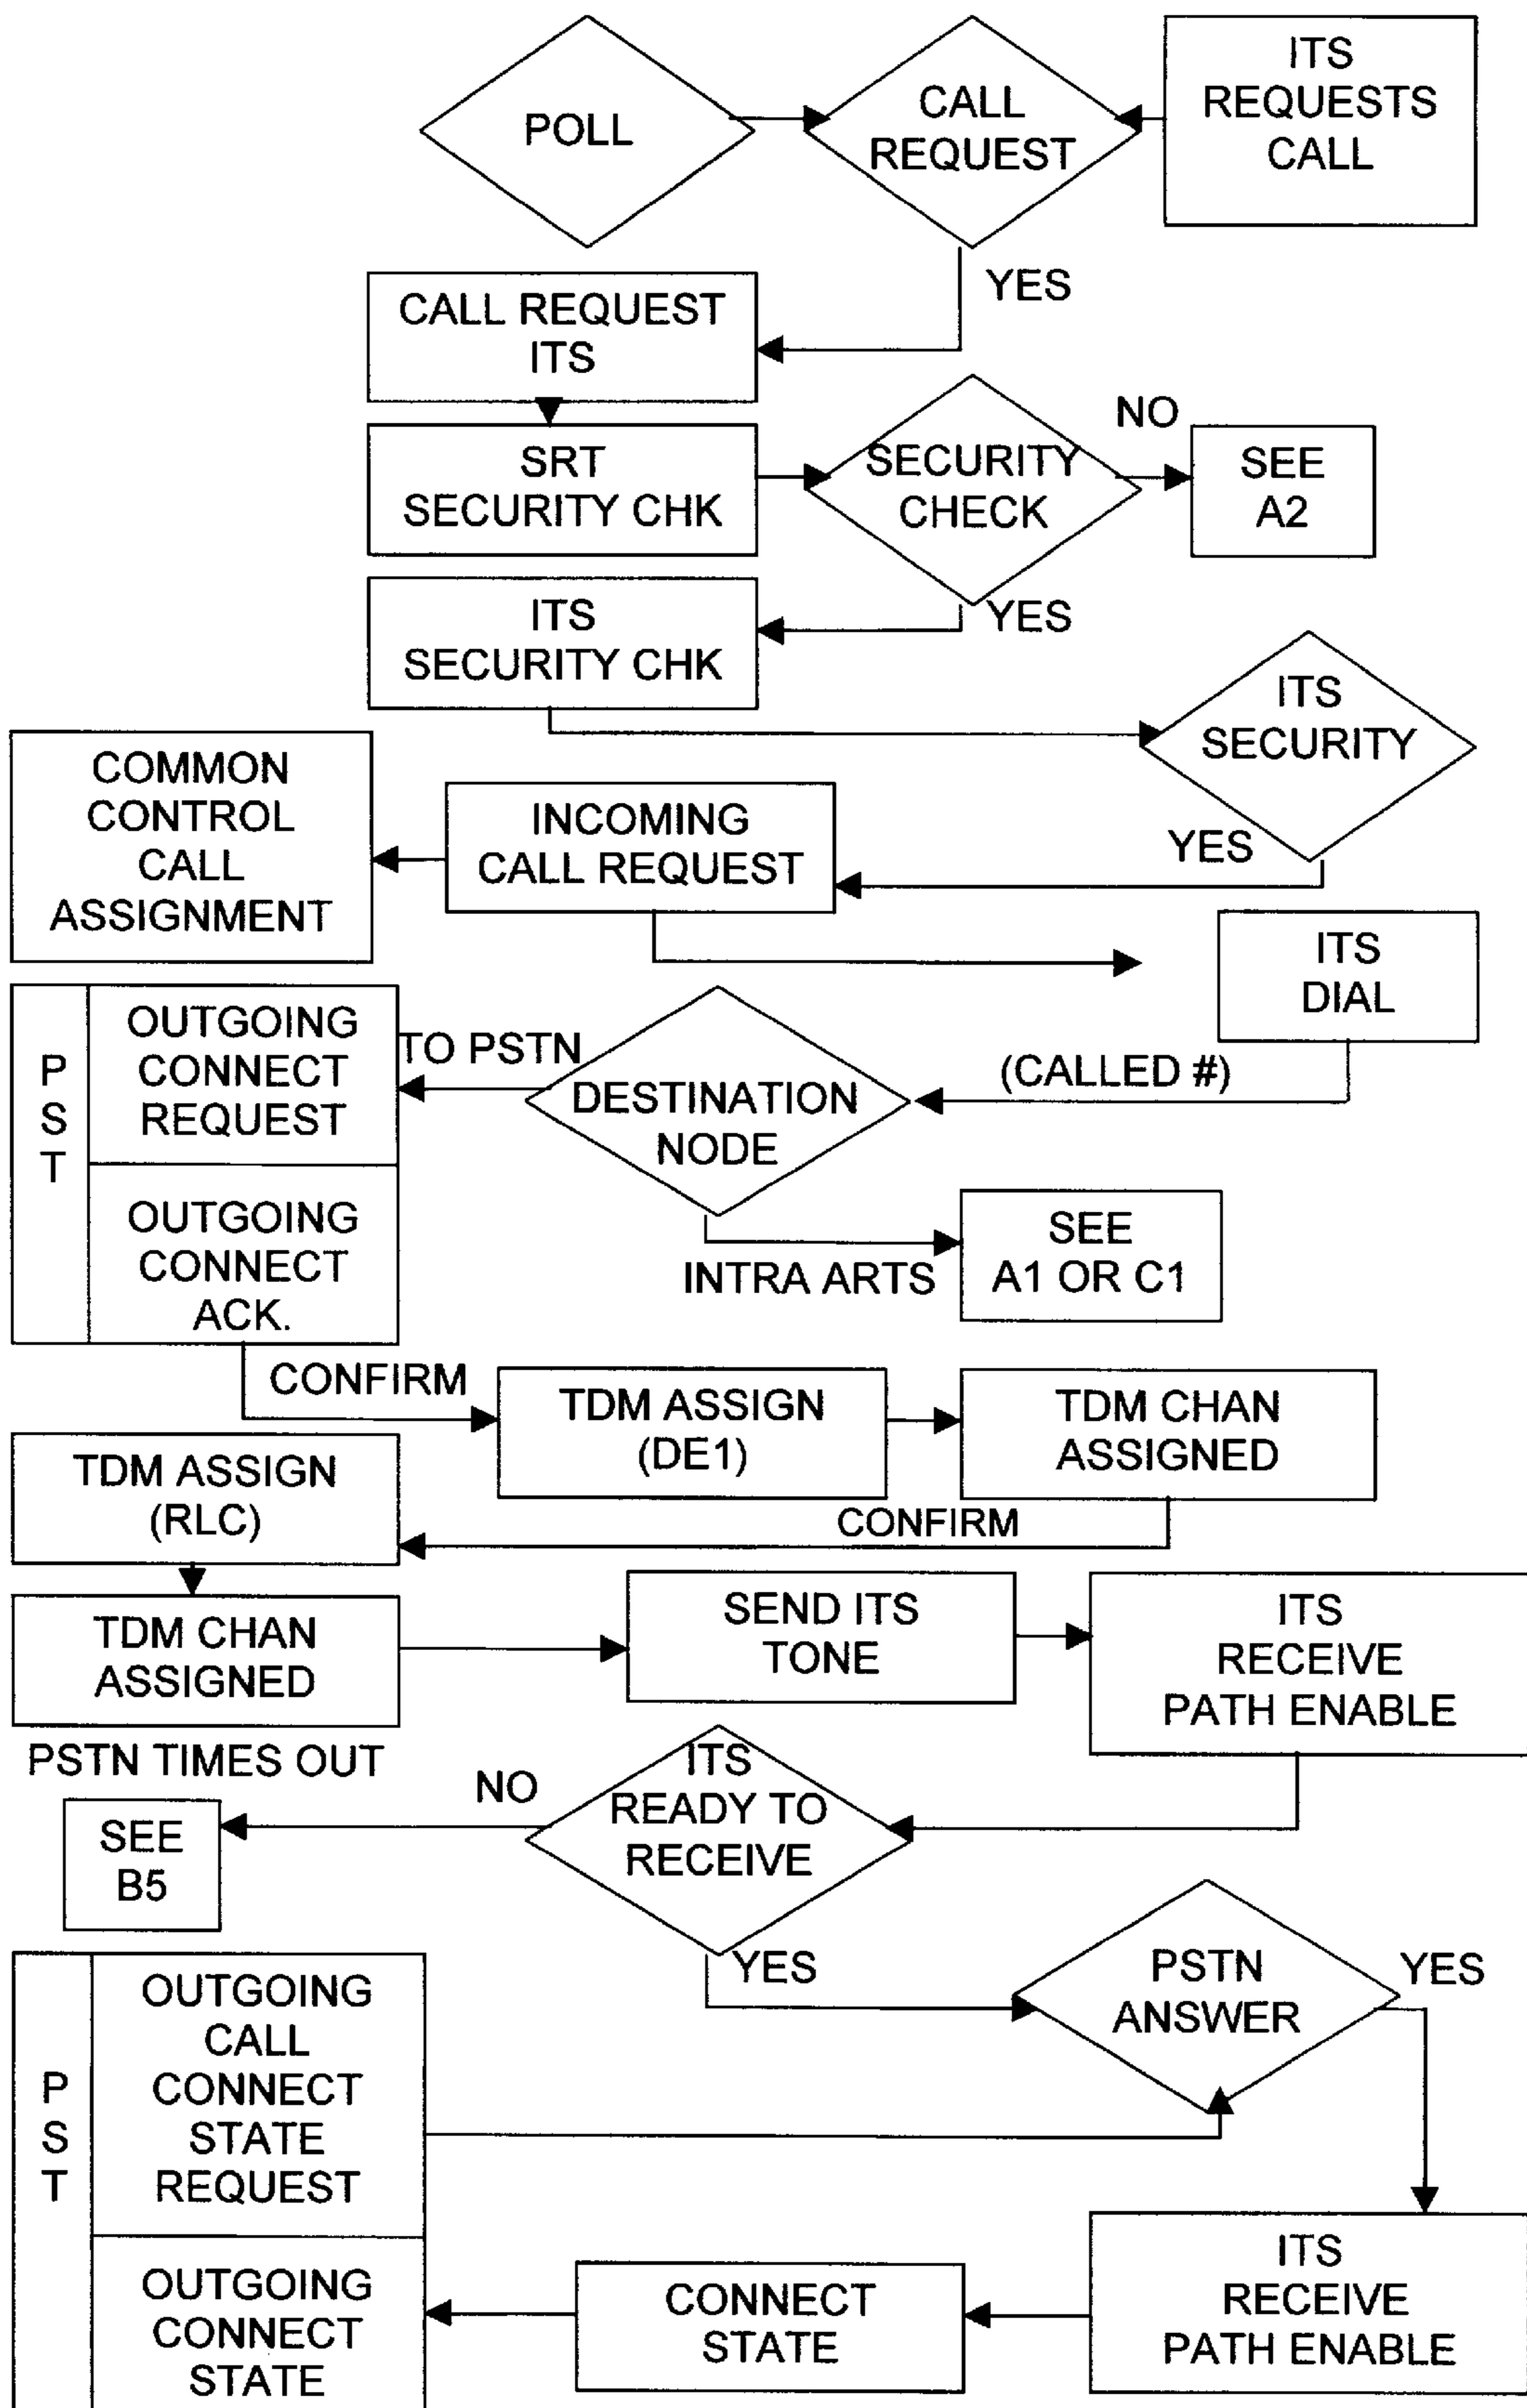 POLL
CALL
REQUEST
ITS
REQUESTS
CALL
YES
CALL REQUEST
ITS
NO
SRT
SECURITY CHK
SECURITY
CHECK
SEE
A2
YES
ITS
SECURITY CHK
ITS
SECURITY
YES
COMMON
CONTROL
CALL
ASSIGNMENT
INCOMING
CALL REQUEST
ITS
DIAL
(CALLED #)
P
S
T
OUTGOING
CONNECT
REQUEST
TO PSTN
DESTINATION
NODE
OUTGOING
CONNECT
ACK.
INTRA ARTS
SEE
A1 OR C1
CONFIRM
TDM ASSIGN
(DE1)
TDM CHAN
ASSIGNED
CONFIRM
TDM ASSIGN
(RLC)
TDM CHAN
ASSIGNED
SEND ITS
TONE
ITS
RECEIVE
PATH ENABLE
PSTN TIMES OUT
NO
ITS
READY TO
RECEIVE
SEE
B5
YES
PSTN
ANSWER
YES
P
S
T
OUTGOING
CALL
CONNECT
STATE
REQUEST
OUTGOING
CONNECT
STATE
CONNECT
STATE
ITS
RECEIVE
PATH ENABLE